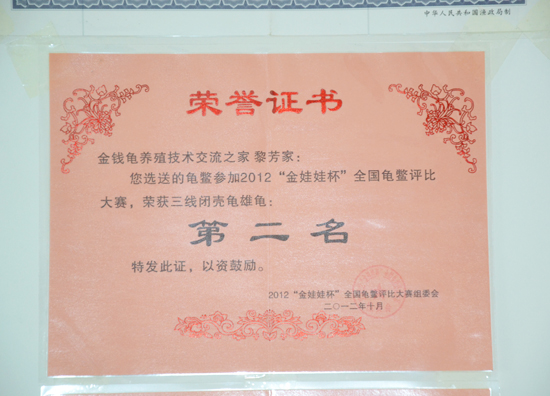 中华人民共和国渔政局制
荣誉证书
金钱龟养殖技术交流之家 黎芳家：
您选送的龟鳖参加2012“金娃娃杯”全国龟鳖评比
大赛，荣获三线闭壳龟雄龟：
第二名
特发此证，以资鼓励。
2012“金娃娃杯”全国龟鳖评比大赛组委会
二〇一二年十月